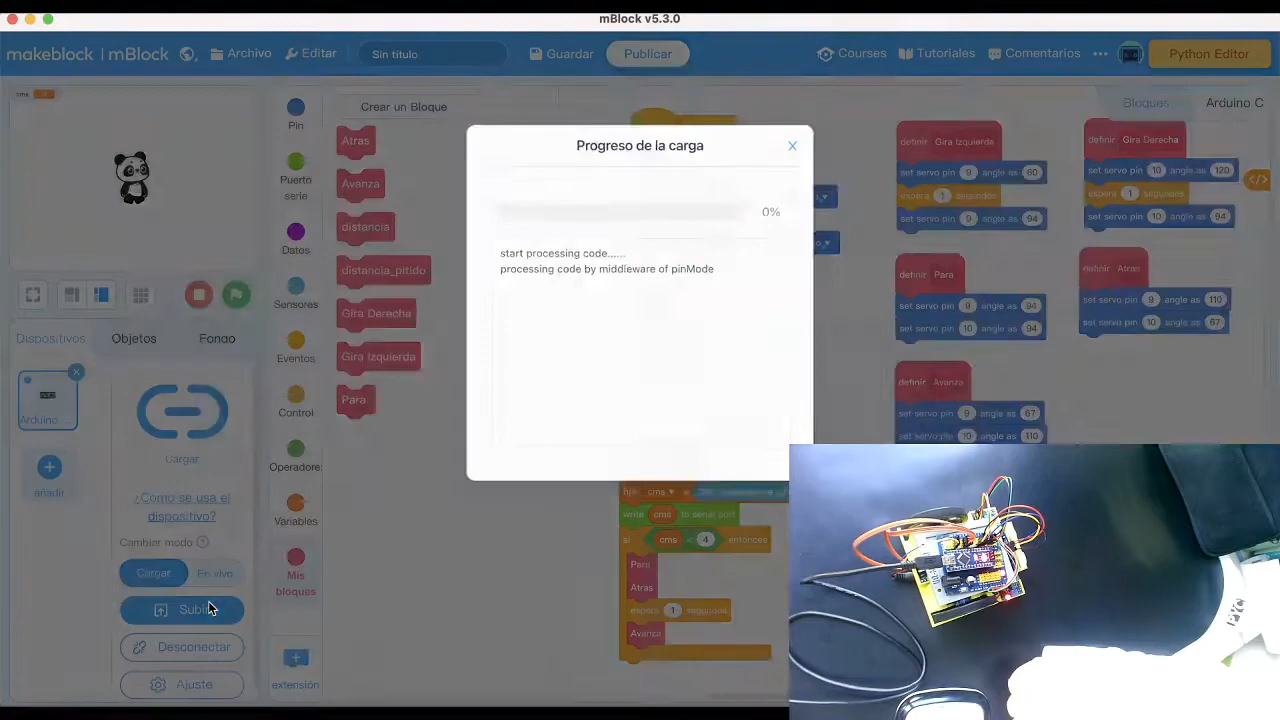 mBlock v5.3.0
makeblock | mBlock
Archivo
Editar
Sin título
Guardar
Publicar
Courses
Tutoriales
Comentarios
Python Editor
cms
Crear un Bloque
Bloques
Arduino C
Pin
Puerto
serie
Datos
Sensores
Eventos
Control
Operadore
Variables
Mis
bloques
extensión
Atras
Avanza
distancia
distancia_pitido
Gira Derecha
Gira Izquierda
Para
Progreso de la carga
0%
start processing code......
processing code by middleware of pinMode
definir Gira Izquierda
set servo pin 9 angle as 60
espera 1 segundos
set servo pin 9 angle as 94
definir Gira Derecha
set servo pin 10 angle as 120
espera 1 segundos
set servo pin 10 angle as 94
definir Para
set servo pin 9 angle as 94
set servo pin 10 angle as 94
definir Atras
set servo pin 9 angle as 110
set servo pin 10 angle as 67
definir Avanza
set servo pin 9 angle as 67
set servo pin 10 angle as 110
cms
write cms to serial port
si cms < 4 entonces
Para
Atras
espera 1 segundos
Avanza
Dispositivos
Objetos
Fondo
Arduino ...
añadir
Cargar
¿Cómo se usa el
dispositivo?
Cambiar modo
Cargar
En vivo
Subir
Desconectar
Ajuste